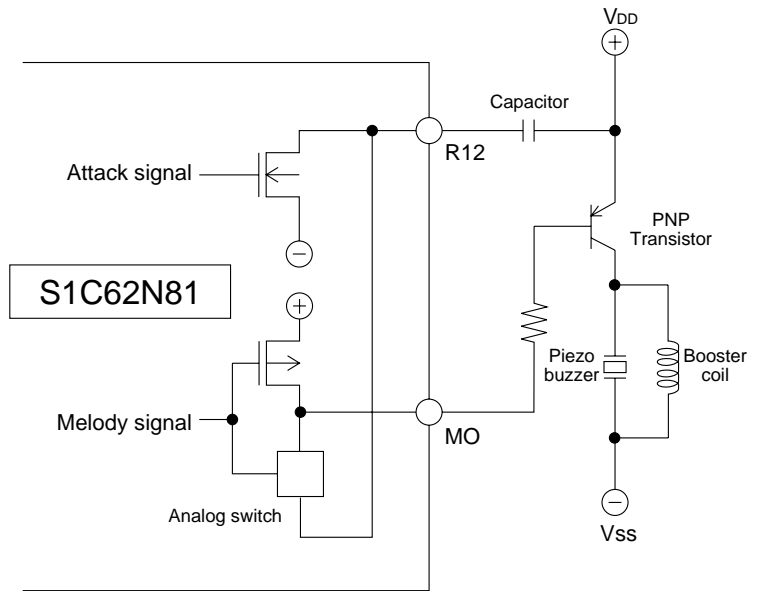 VDD
Capacitor
R12
Attack signal
PNP
Transistor
S1C62N81
Piezo
buzzer
Booster
coil
Melody signal
MO
Analog switch
Vss